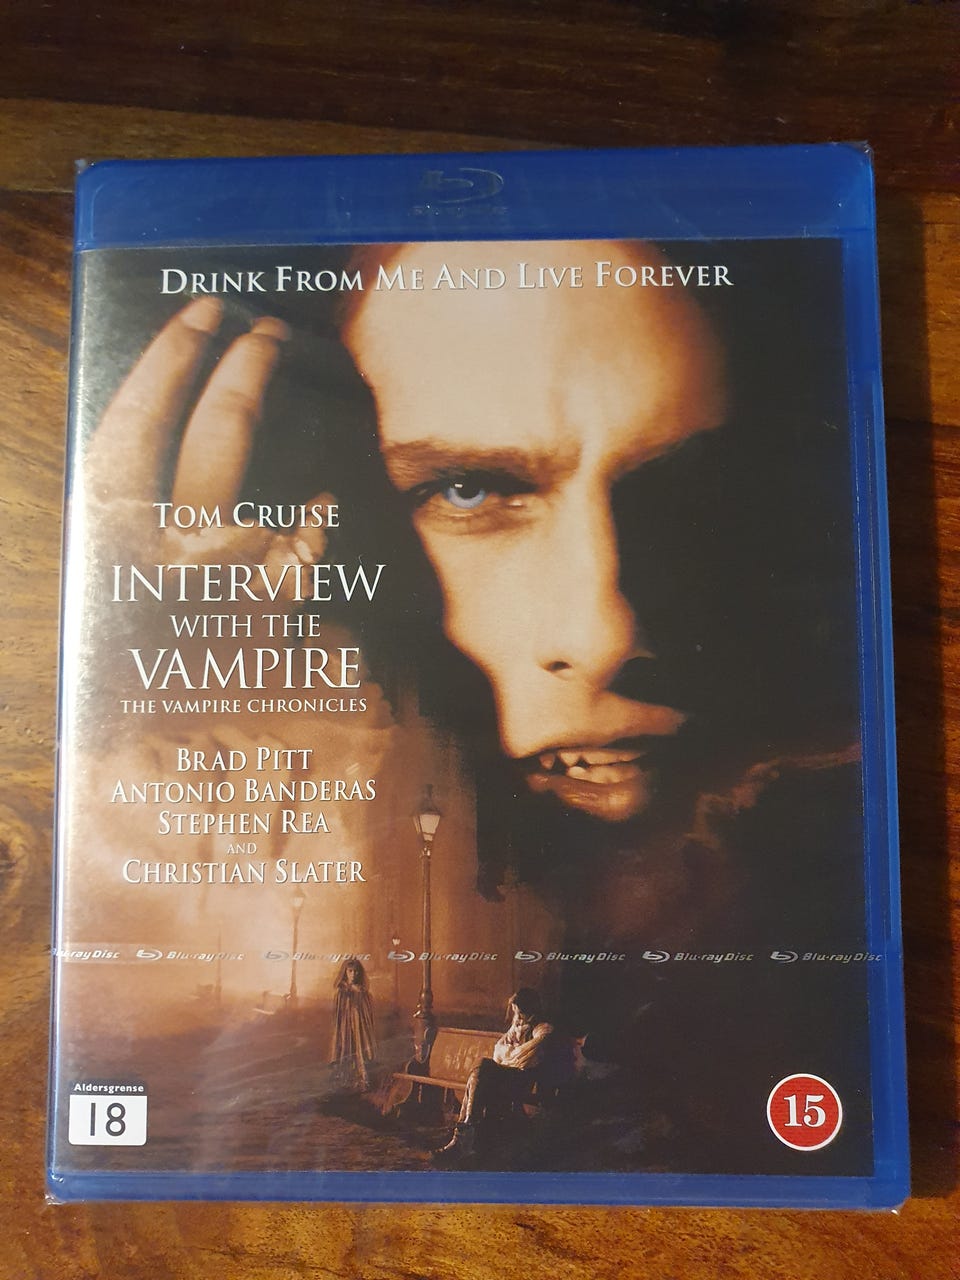 DRINK FROM ME AND LIVE FOREVER
TOM CRUISE
INTERVIEW
WITH THE
VAMPIRE
THE VAMPIRE CHRONICLES
BRAD PITT
ANTONIO BANDERAS
STEPHEN REA
AND
CHRISTIAN SLATER
Blu-ray Disc Blu-ray Disc Blu-ray Disc Blu-ray Disc Blu-ray Disc Blu-ray Disc Blu-ray Disc
Aldersgrense
18
15